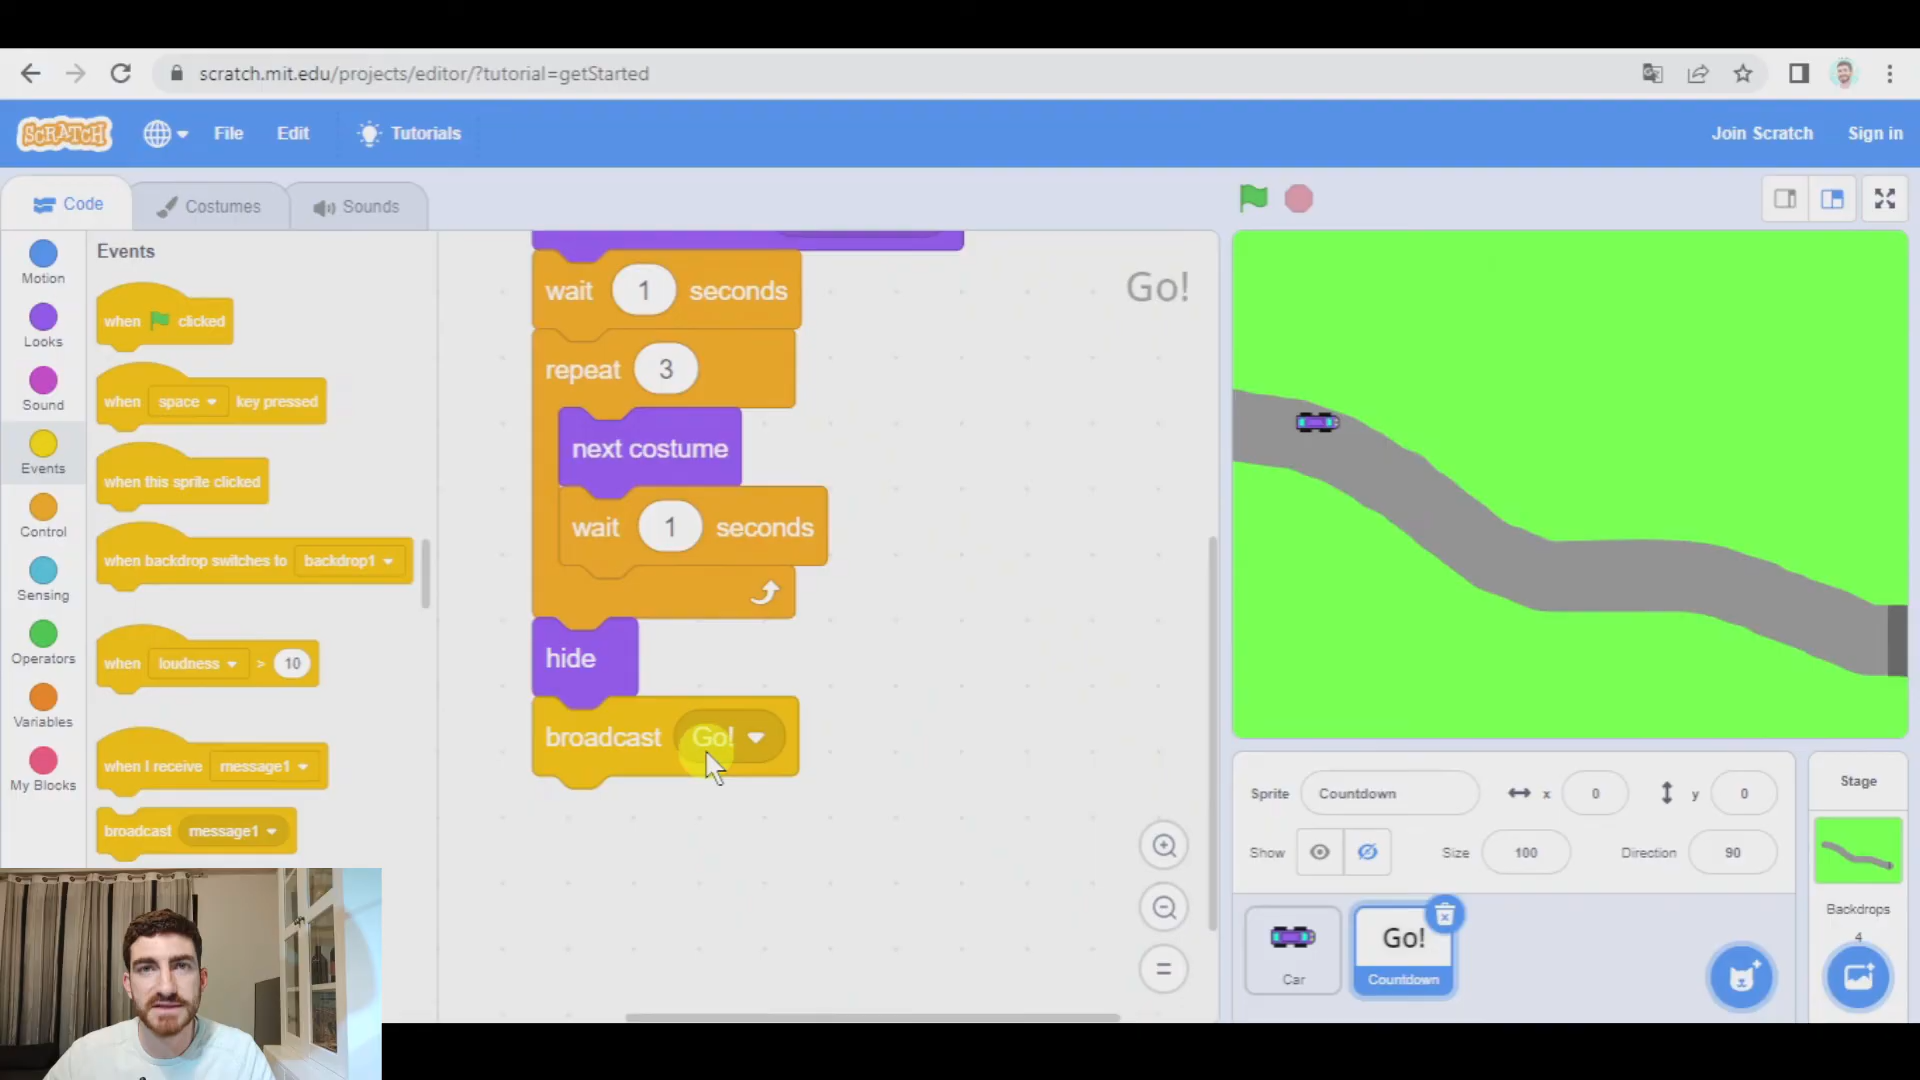 scratch.mit.edu/projects/editor/?tutorial=getStarted
SCRATCH
File
Edit
Tutorials
Join Scratch
Sign in
Code
Costumes
Sounds
Motion
Looks
Sound
Events
Control
Sensing
Operators
Variables
My Blocks
Events
when clicked
when space key pressed
when this sprite clicked
when backdrop switches to backdrop1
when loudness > 10
when I receive message1
broadcast message1
wait 1 seconds
repeat 3
next costume
wait 1 seconds
hide
broadcast Go!
Go!
Sprite Countdown x 0 y 0
Show Size 100 Direction 90
Car
Go!
Countdown
Stage
Backdrops
4